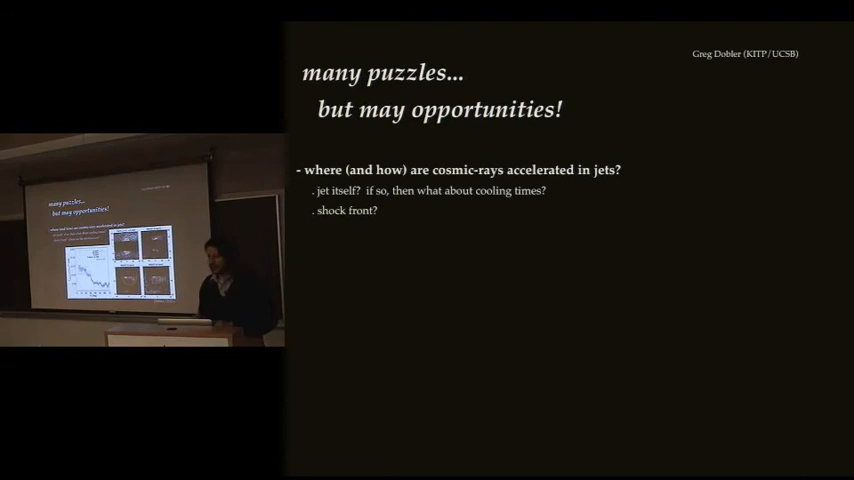 Greg Dobler (KITP/UCSB)
many puzzles...
but may opportunities!
- where (and how) are cosmic-rays accelerated in jets?
. jet itself? if so, then what about cooling times?
. shock front?
many puzzles...
but may opportunities!